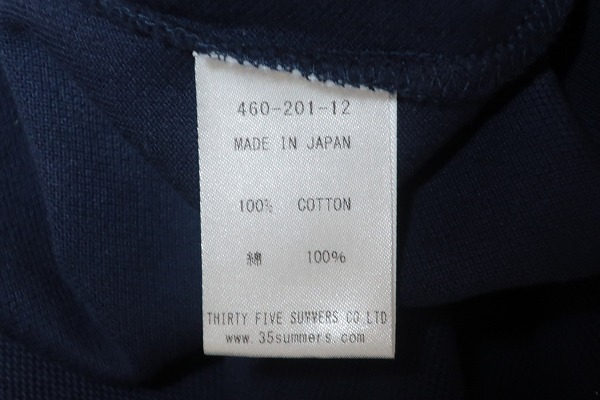 460-201-12
MADE IN JAPAN
100% COTTON
綿 100%
THIRTY FIVE SUMMERS CO.LTD
www.35summers.com